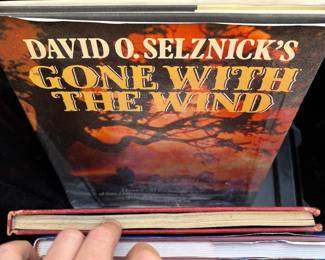 DAVID O. SELZNICK'S
GONE WITH
THE WIND